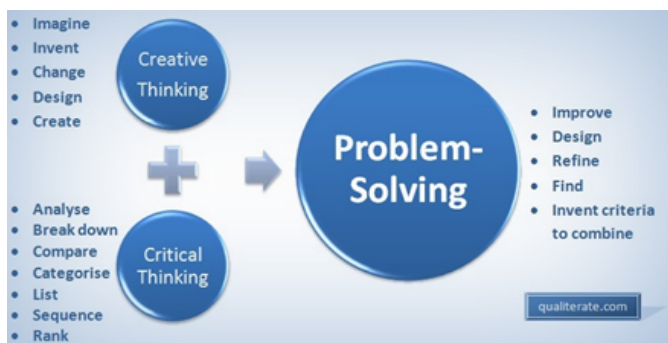 Imagine
Invent
Change
Design
Create
Creative
Thinking
Analyse
Break down
Compare
Categorise
List
Sequence
Rank
Critical
Thinking
Problem-
Solving
Improve
Design
Refine
Find
Invent criteria
to combine
qualiterate.com